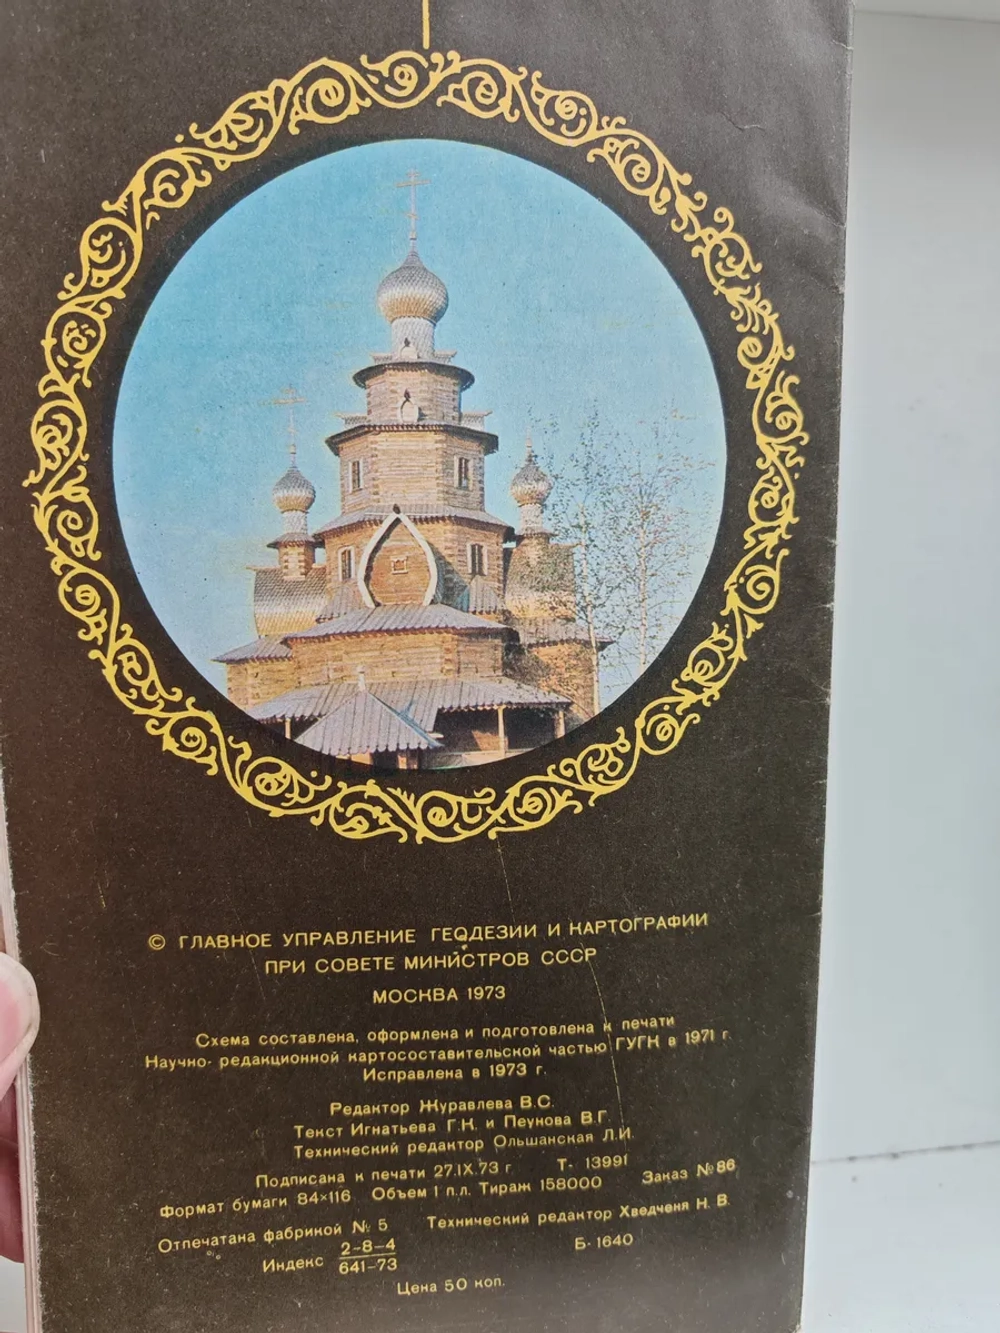 © ГЛАВНОЕ УПРАВЛЕНИЕ ГЕОДЕЗИИ И КАРТОГРАФИИ
ПРИ СОВЕТЕ МИНИСТРОВ СССР
МОСКВА 1973
Схема составлена, оформлена и подготовлена к печати
Научно- редакционной картосоставительской частью ГУГК в 1971 г.
Исправлена в 1973 г.
Редактор Журавлева В.С.
Текст Игнатьева Г.К. и Пеунова В.Г.
Технический редактор Ольшанская Л.И.
Подписана к печати 27.IX.73 г Т- 13991
Формат бумаги 84×116 Объем 1 п.л. Тираж 158000 Заказ №86
Отпечатана фабрикой № 5 Технический редактор Хведченя Н. В.
Индекс 2-8-4
641-73
Б-1640
Цена 50 коп.